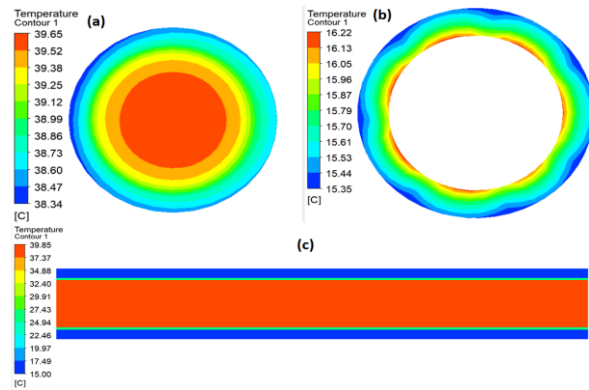 Temperature
Contour 1
(a)
39.65
39.52
39.38
39.25
39.12
38.99
38.86
38.73
38.60
38.47
38.34
[C]
Temperature
Contour 1
(b)
16.22
16.13
16.05
15.96
15.87
15.79
15.70
15.61
15.53
15.44
15.35
[C]
Temperature
Contour 1
(c)
39.85
37.37
34.88
32.40
29.91
27.43
24.94
22.46
19.97
17.49
15.00
[C]